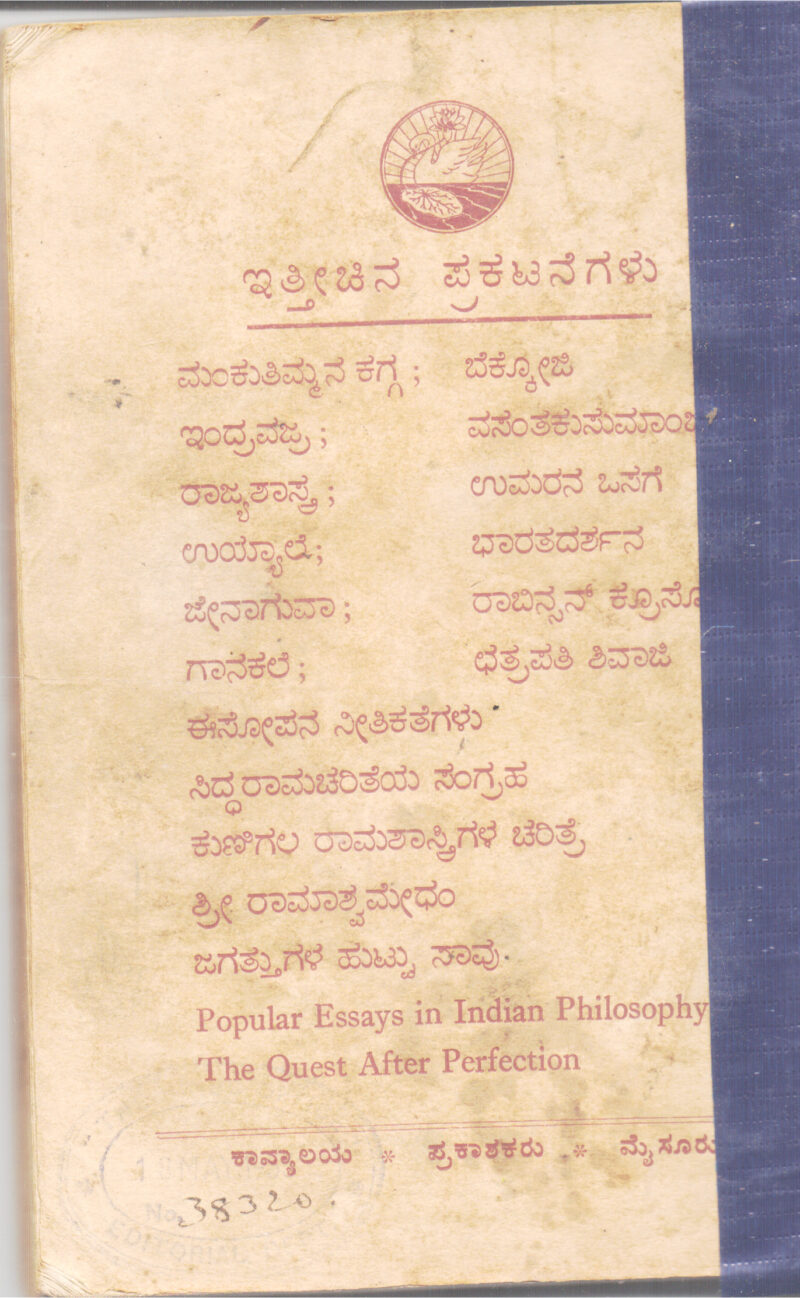 ಇತ್ತೀಚಿನ ಪ್ರಕಟನೆಗಳು
ಮಂಕುತಿಮ್ಮನ ಕಗ್ಗ ; ಬೆಕ್ಕೋಜಿ
ಇಂದ್ರವಜ್ರ ; ವಸಂತಕುಸುಮಾಂಜ
ರಾಜ್ಯಶಾಸ್ತ್ರ ; ಉಮರನ ಒಸಗೆ
ಉಯ್ಯಾಲೆ; ಭಾರತದರ್ಶನ
ಜೇನಾಗುವಾ ; ರಾಬಿನ್ಸನ್ ಕ್ರೂಸೋ
ಗಾನಕಲೆ ; ಛತ್ರಪತಿ ಶಿವಾಜಿ
ಈಸೋಪನ ನೀತಿಕತೆಗಳು
ಸಿದ್ಧರಾಮಚರಿತೆಯ ಸಂಗ್ರಹ
ಕುಣಿಗಲ ರಾಮಶಾಸ್ತ್ರಿಗಳ ಚರಿತ್ರೆ
ಶ್ರೀ ರಾಮಾಶ್ವಮೇಧಂ
ಜಗತ್ತುಗಳ ಹುಟ್ಟು ಸಾವು
Popular Essays in Indian Philosophy
The Quest After Perfection
ಕಾವ್ಯಾಲಯ * ಪ್ರಕಾಶಕರು * ಮೈಸೂರು
No. 38320
EDITORIAL